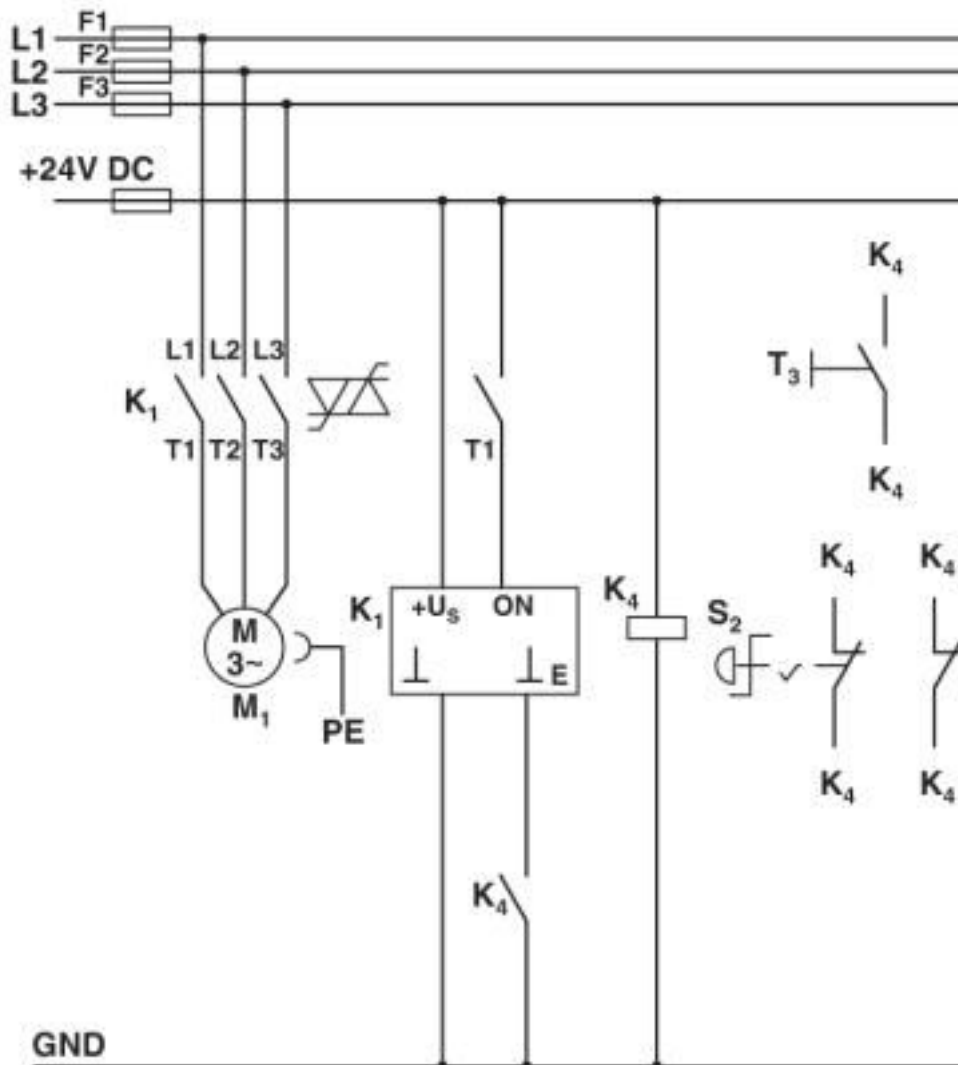 F1
L1
F2
L2
F3
L3
+24V DC
K₄
L1 L2 L3
T₃
K₁
T1 T2 T3
T1
K₄
K₄ K₄
K₁ +Uₛ ON
K₄
S₂
M
3~
E
M₁
PE
K₄ K₄
K₄
GND